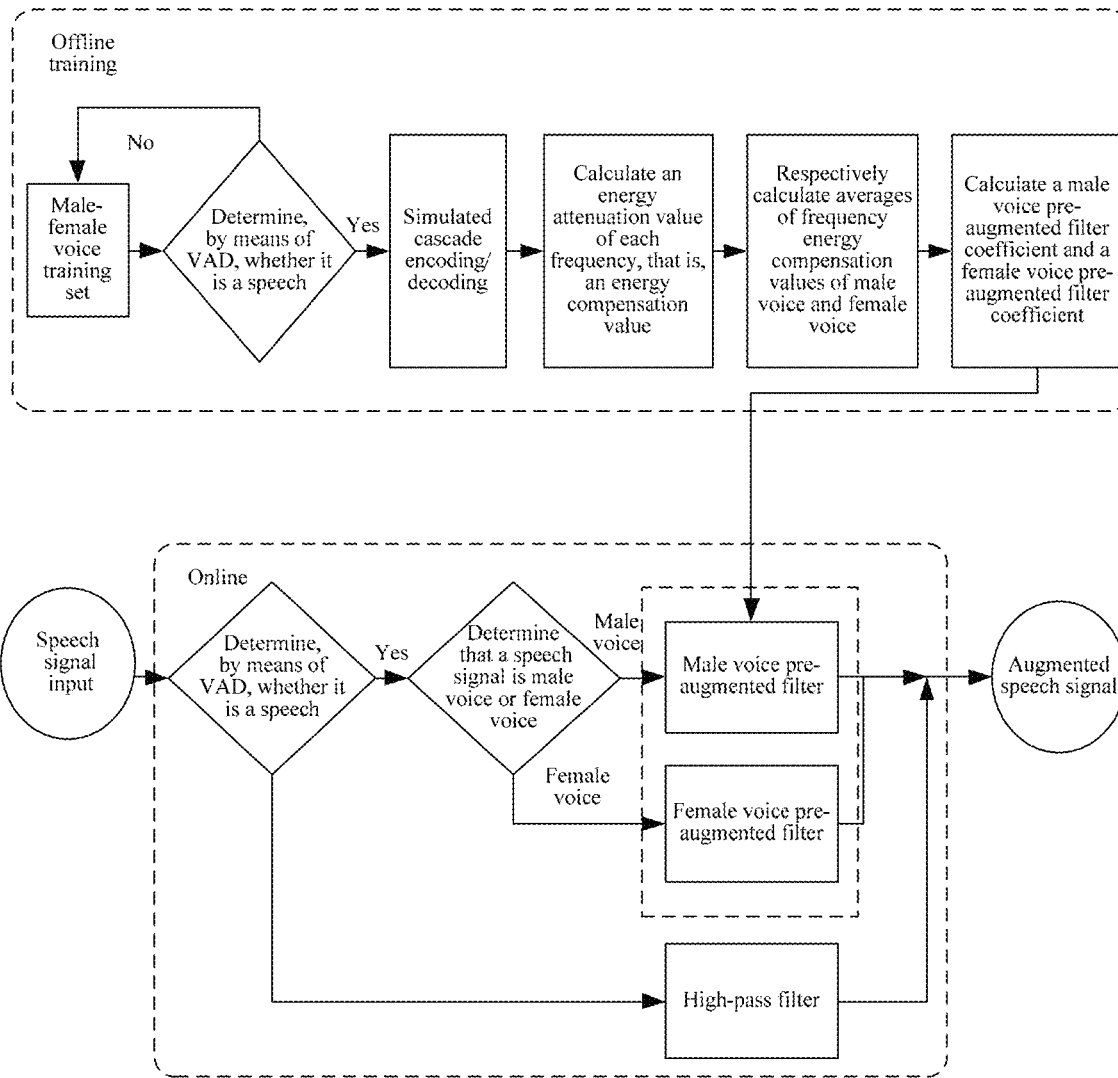 Offline
training
No
Male-
female
voice
training
set
Determine,
by means of
VAD, whether
it is a speech
Yes
Simulated
cascade
encoding/
decoding
Calculate an
energy
attenuation
value of each
frequency, that is,
an energy
compensation
value
Respectively
calculate averages
of frequency
energy
compensation
values of male
voice and female
voice
Calculate a male
voice pre-
augmented filter
coefficient and a
female voice pre-
augmented filter
coefficient
Online
Speech
signal
input
Determine,
by means of
VAD, whether it
is a speech
Yes
Determine
that a speech
signal is male
voice or female
voice
Male
voice
Male voice pre-
augmented filter
Augmented
speech signal
Female
voice
Female voice pre-
augmented filter
High-pass filter